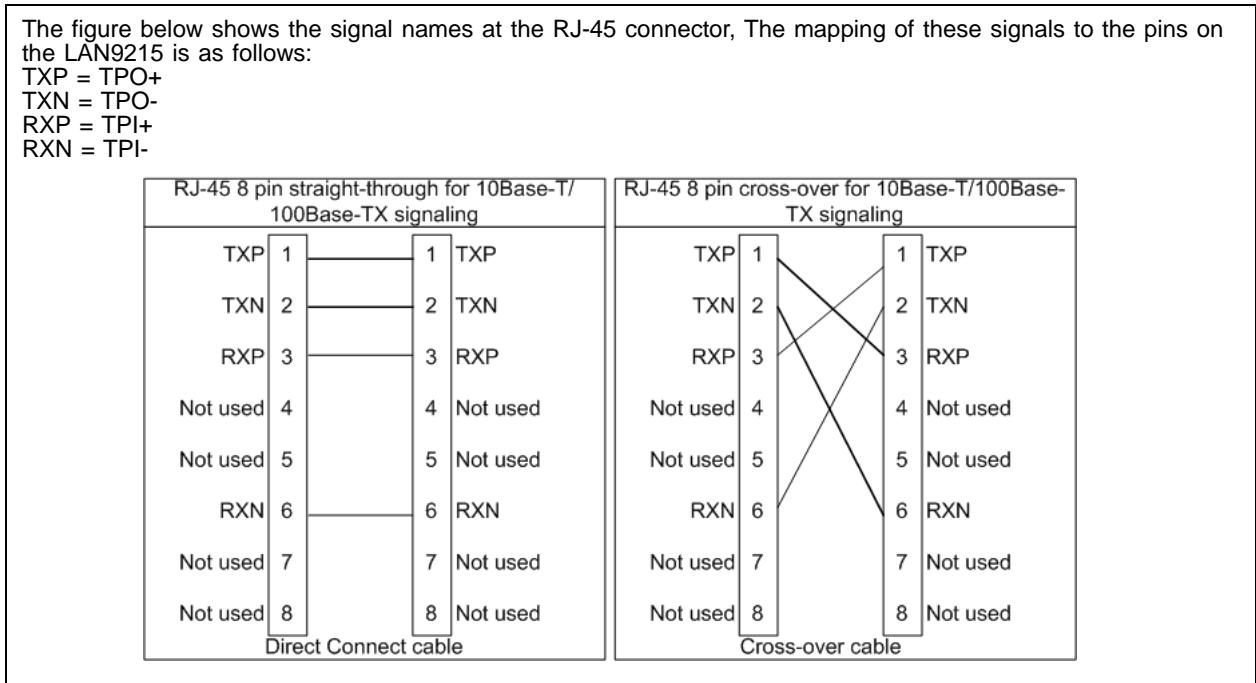 The figure below shows the signal names at the RJ-45 connector, The mapping of these signals to the pins on
the LAN9215 is as follows:
TXP = TPO+
TXN = TPO-
RXP = TPI+
RXN = TPI-
RJ-45 8 pin straight-through for 10Base-T/
100Base-TX signaling
TXP 1 1 TXP
TXN 2 2 TXN
RXP 3 3 RXP
Not used 4 4 Not used
Not used 5 5 Not used
RXN 6 6 RXN
Not used 7 7 Not used
Not used 8 8 Not used
Direct Connect cable
RJ-45 8 pin cross-over for 10Base-T/100Base-
TX signaling
TXP 1 1 TXP
TXN 2 2 TXN
RXP 3 3 RXP
Not used 4 4 Not used
Not used 5 5 Not used
RXN 6 6 RXN
Not used 7 7 Not used
Not used 8 8 Not used
Cross-over cable